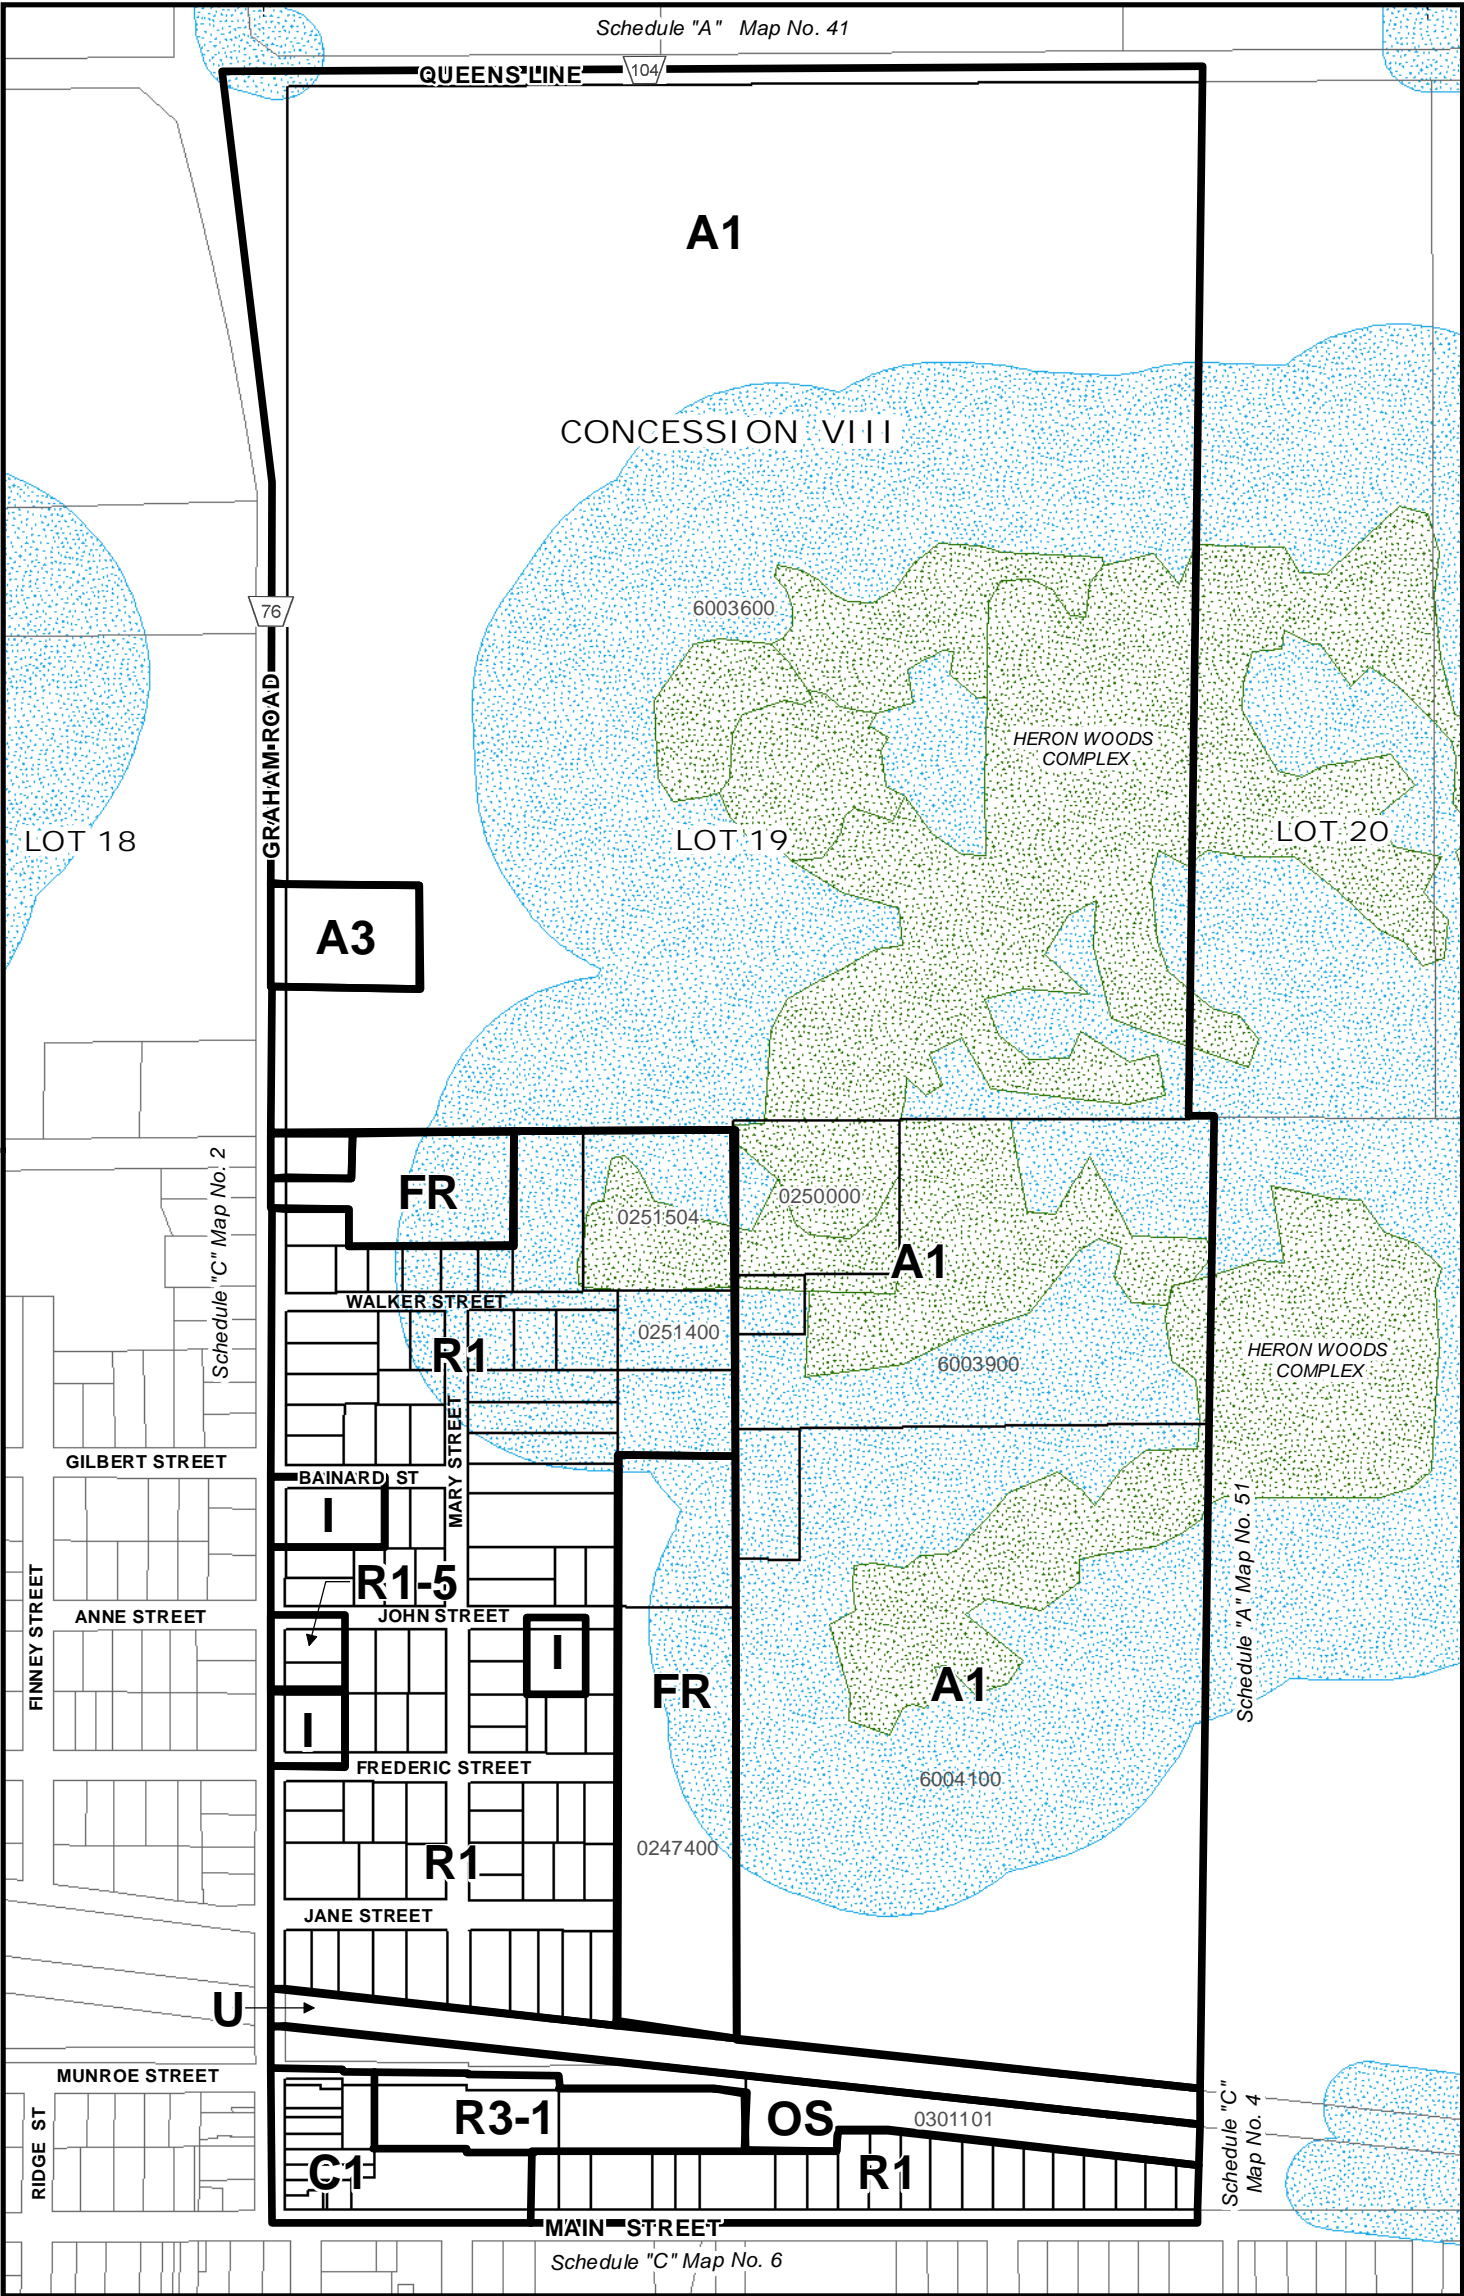 Schedule "A" Map No. 41
QUEENS LINE
104
A1
CONCESSION VIII
76
6003600
GRAHAM ROAD
HERON WOODS
COMPLEX
LOT 18
LOT 19
LOT 20
A3
Schedule "C" Map No. 2
FR
0250000
0251504
A1
WALKER STREET
0251400
R1
6003900
HERON WOODS
COMPLEX
MARY STREET
GILBERT STREET
BAINARD ST
I
Schedule "A" Map No. 51
R1-5
FINNEY STREET
ANNE STREET
JOHN STREET
I
FR
A1
I
FREDERIC STREET
6004100
0247400
R1
JANE STREET
U
MUNROE STREET
RIDGE ST
R3-1
OS
0301101
Schedule "C"
Map No. 4
C1
R1
MAIN STREET
Schedule "C" Map No. 6